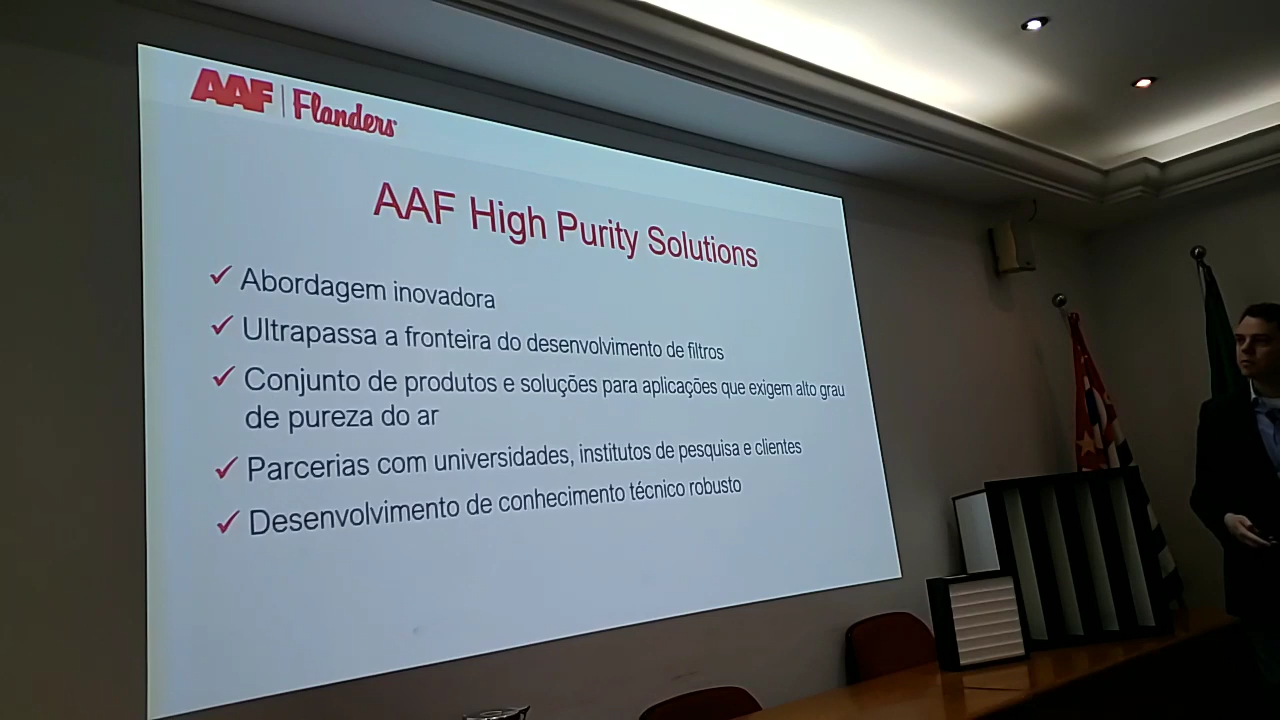 AAF | Flanders
AAF High Purity Solutions
✓ Abordagem inovadora
✓ Ultrapassa a fronteira do desenvolvimento de filtros
✓ Conjunto de produtos e soluções para aplicações que exigem alto grau
de pureza do ar
✓ Parcerias com universidades, institutos de pesquisa e clientes
✓ Desenvolvimento de conhecimento técnico robusto